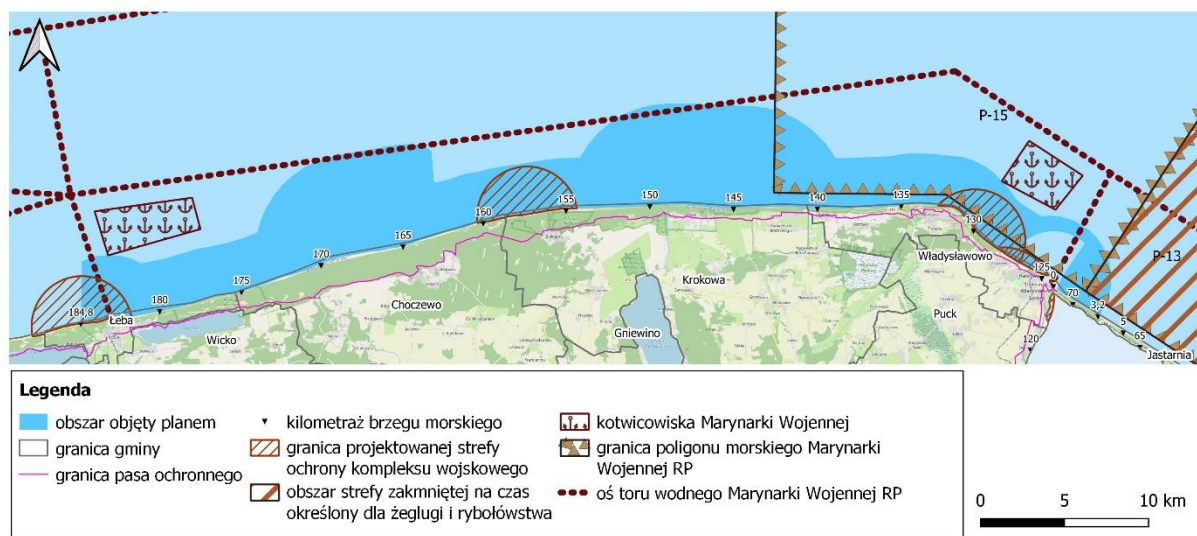 P-15
150
145
140
135
155
160
130
165
Władysławowo
170
P-13
125
0
175
Krokowa
70
3,2
Choczewo
180
184,8
Łeba
Puck
5
Gniewino
120
65
Wicko
Jastarnia
Legenda
obszar objęty planem
granica gminy
granica pasa ochronnego
kilometraż brzegu morskiego
granica projektowanej strefy
ochrony kompleksu wojskowego
obszar strefy zakmniętej na czas
określony dla żeglugi i rybołówstwa
kotwicowiska Marynarki Wojennej
granica poligonu morskiego Marynarki
Wojennej RP
oś toru wodnego Marynarki Wojennej RP
0 5 10 km